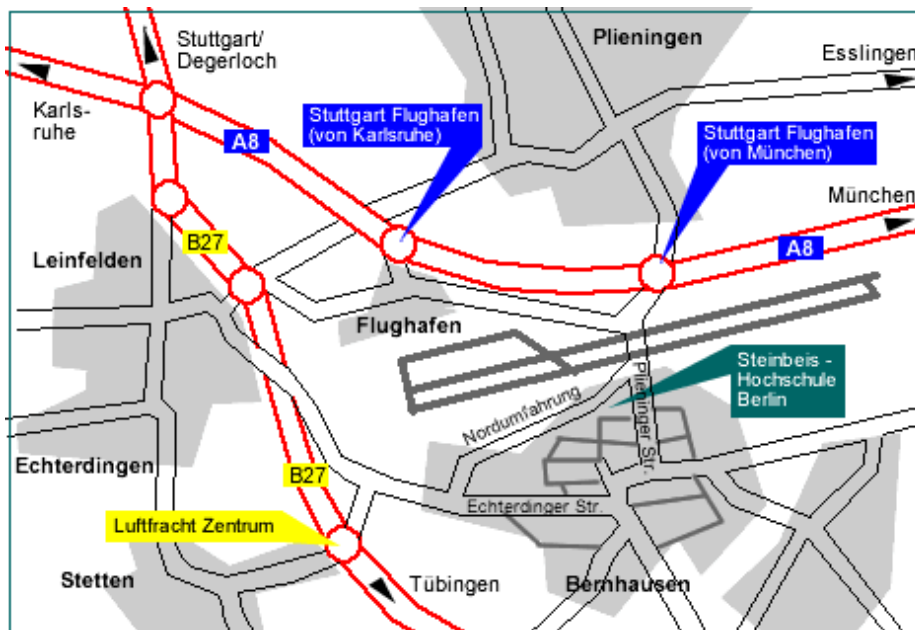 Plieningen
Stuttgart/
Degerloch
Esslingen
Karls-
ruhe
Stuttgart Flughafen
(von Karlsruhe)
Stuttgart Flughafen
(von München)
A8
München
B27
A8
Leinfelden
Flughafen
Steinbeis -
Hochschule
Berlin
Plieninger Str.
Nordumfahrung
Echterdingen
B27
Echterdinger Str.
Luftfracht Zentrum
Stetten
Tübingen
Bernhausen